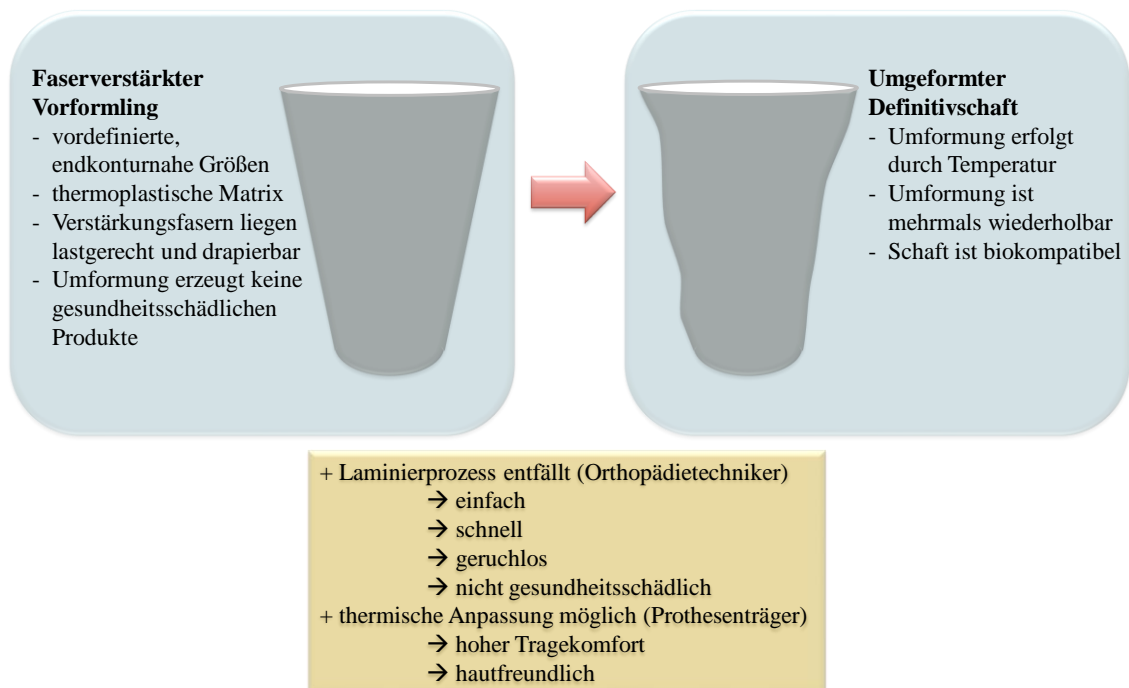 Faserverstärkter
Vorformling
- vordefinierte,
endkonturnahe Größen
- thermoplastische Matrix
- Verstärkungsfasern liegen
lastgerecht und drapierbar
- Umformung erzeugt keine
gesundheitsschädlichen
Produkte
Umgeformter
Definitivschaft
- Umformung erfolgt
durch Temperatur
- Umformung ist
mehrmals wiederholbar
- Schaft ist biokompatibel
+ Laminierprozess entfällt (Orthopädietechniker)
→ einfach
→ schnell
→ geruchlos
→ nicht gesundheitsschädlich
+ thermische Anpassung möglich (Prothesenträger)
→ hoher Tragekomfort
→ hautfreundlich